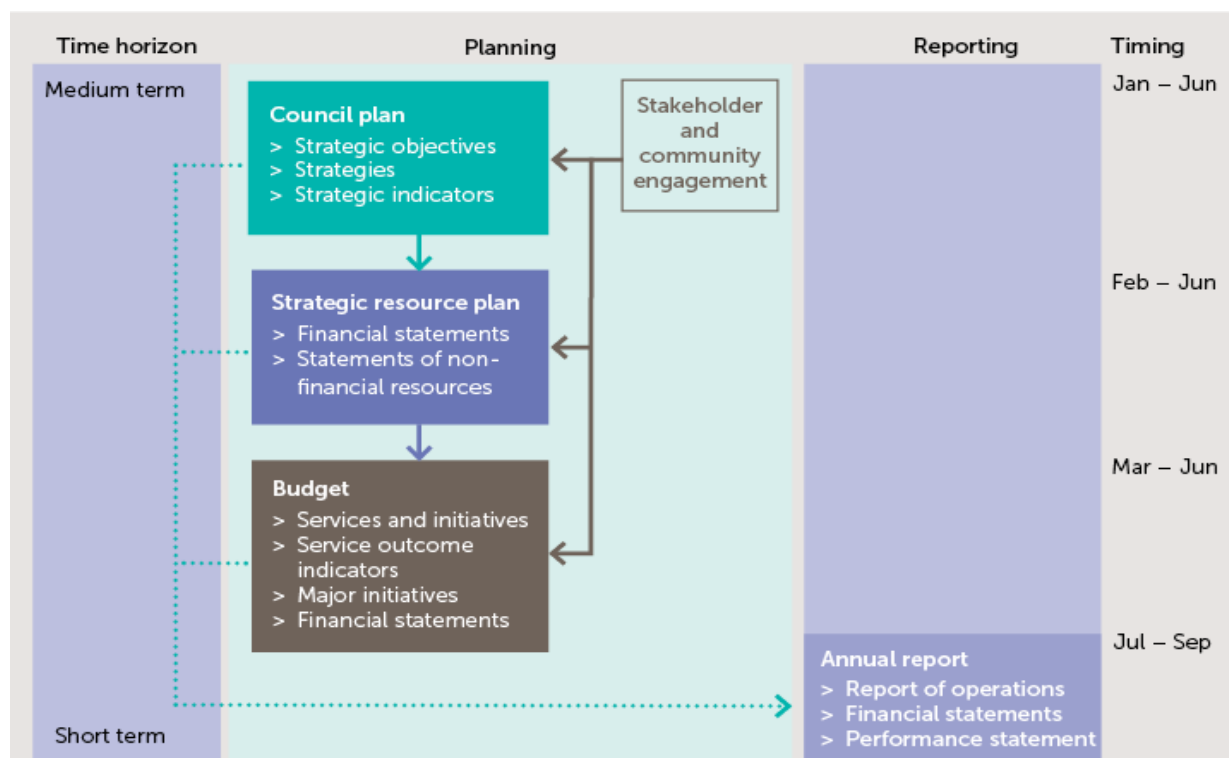 Time horizon
Planning
Reporting
Timing
Medium term
Council plan
> Strategic objectives
> Strategies
> Strategic indicators
Stakeholder
and
community
engagement
Jan – Jun
Strategic resource plan
> Financial statements
> Statements of non-
financial resources
Feb – Jun
Budget
> Services and initiatives
> Service outcome
indicators
> Major initiatives
> Financial statements
Mar – Jun
Annual report
> Report of operations
> Financial statements
> Performance statement
Jul – Sep
Short term